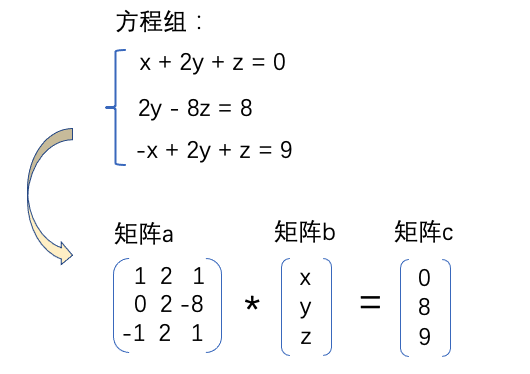 方程组：
x + 2y + z = 0
2y - 8z = 8
-x + 2y + z = 9
矩阵a 矩阵b 矩阵c
1 2 1 x 0
0 2 -8 * y = 8
-1 2 1 z 9